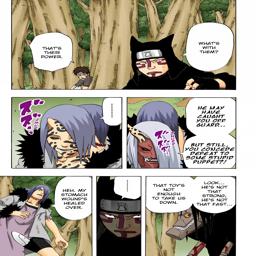 WHAT'S
WITH
THEM?
THAT'S
THEIR
POWER.
HE MAY
HAVE
CAUGHT YOU
OFF
GUARD...
BUT STILL,
YOU CONCEDE
DEFEAT TO
SOME STUPID
PUPPET?!
LOOK...
HE'S NOT
THAT
STRONG.
HE'S NOT
THAT FAST...
THAT TOY'S
NOT
ENOUGH TO
TAKE US
DOWN.
HEH. MY
STOMACH
WOUND'S
HEALED
OVER.